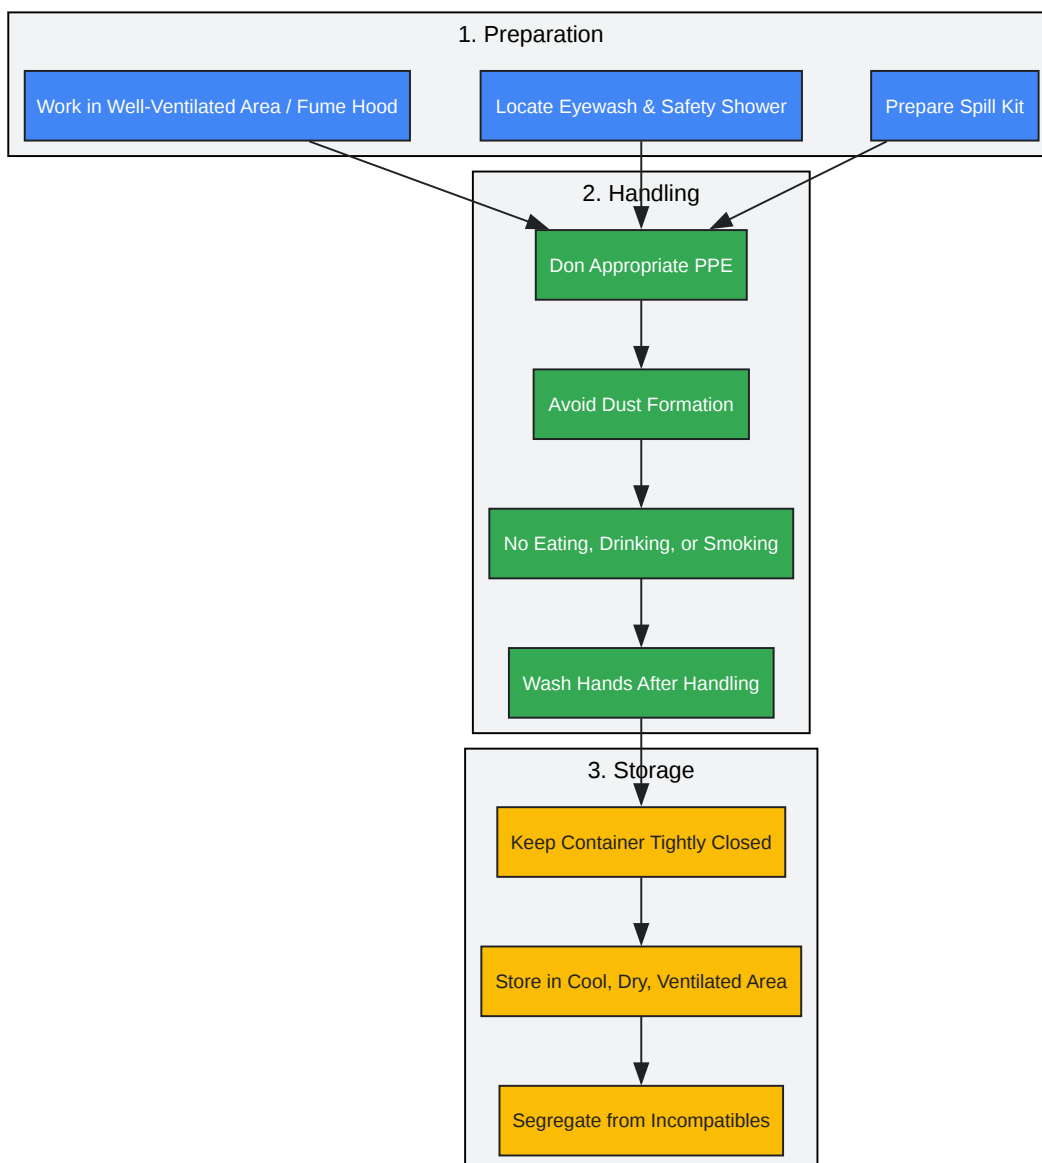 1. Preparation
Work in Well-Ventilated Area / Fume Hood
Locate Eyewash & Safety Shower
Prepare Spill Kit
2. Handling
Don Appropriate PPE
Avoid Dust Formation
No Eating, Drinking, or Smoking
Wash Hands After Handling
3. Storage
Keep Container Tightly Closed
Store in Cool, Dry, Ventilated Area
Segregate from Incompatibles